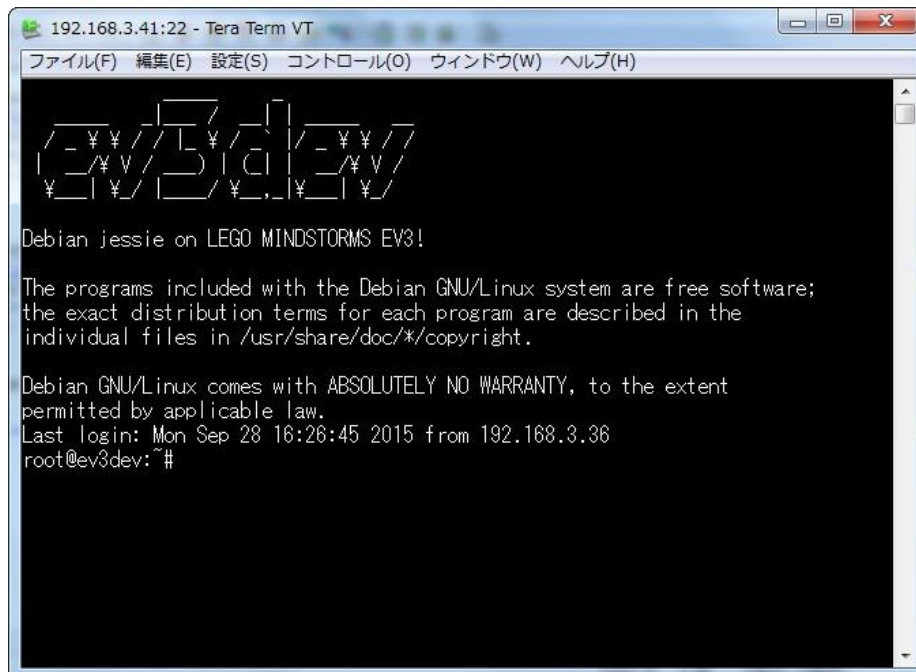 192.168.3.41:22 - Tera Term VT
ファイル(F) 編集(E) 設定(S) コントロール(O) ウィンドウ(W) ヘルプ(H)
ev3dev
Debian jessie on LEGO MINDSTORMS EV3!
The programs included with the Debian GNU/Linux system are free software;
the exact distribution terms for each program are described in the
individual files in /usr/share/doc/*/copyright.
Debian GNU/Linux comes with ABSOLUTELY NO WARRANTY, to the extent
permitted by applicable law.
Last login: Mon Sep 28 16:26:45 2015 from 192.168.3.36
root@ev3dev:~#